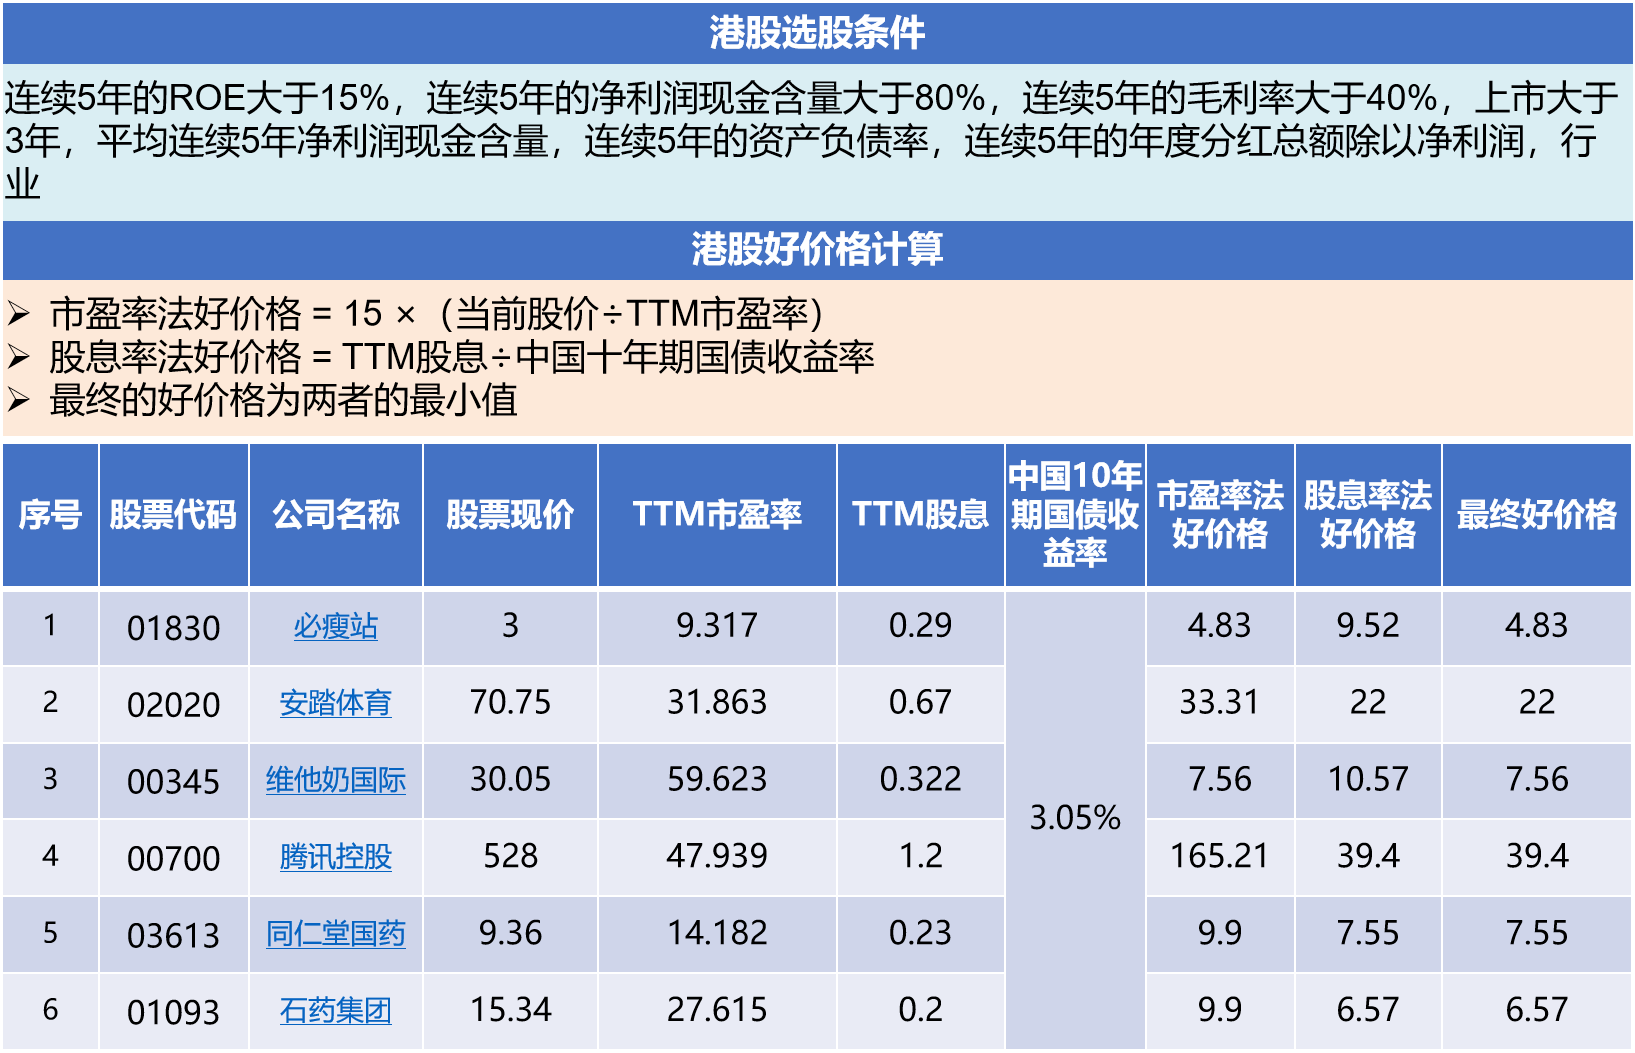 港股选股条件
连续5年的ROE大于15%，连续5年的净利润现金含量大于80%，连续5年的毛利率大于40%，上市大于
3年，平均连续5年净利润现金含量，连续5年的资产负债率，连续5年的年度分红总额除以净利润，行
业
港股好价格计算
➢ 市盈率法好价格 = 15 ×（当前股价÷TTM市盈率）
➢ 股息率法好价格 = TTM股息÷中国十年期国债收益率
➢ 最终的好价格为两者的最小值
序号 股票代码 公司名称 股票现价 TTM市盈率 TTM股息 中国10年期国债收益率 市盈率法好价格 股息率法好价格 最终好价格
1 01830 必瘦站 3 9.317 0.29 4.83 9.52 4.83
2 02020 安踏体育 70.75 31.863 0.67 33.31 22 22
3 00345 维他奶国际 30.05 59.623 0.322 7.56 10.57 7.56
3.05%
4 00700 腾讯控股 528 47.939 1.2 165.21 39.4 39.4
5 03613 同仁堂国药 9.36 14.182 0.23 9.9 7.55 7.55
6 01093 石药集团 15.34 27.615 0.2 9.9 6.57 6.57